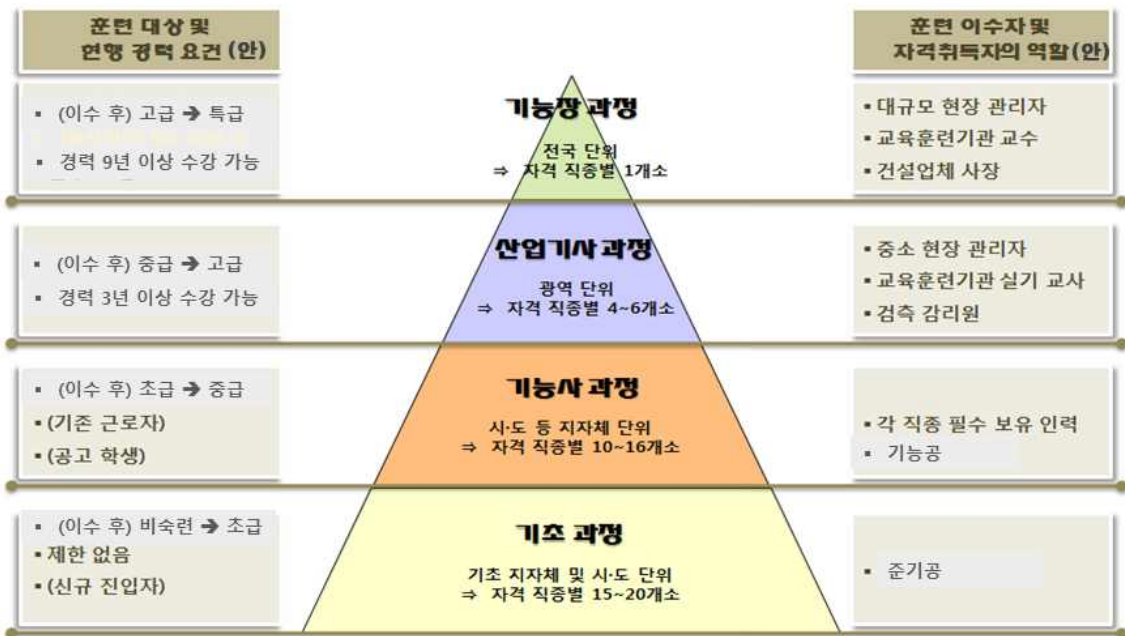 훈련 대상 및
현행 경력 요건 (안)
훈련 이수자 및
자격취득자의 역할(안)
▪ (이수 후) 고급 ➔ 특급
▪ 경력 9년 이상 수강 가능
기능장 과정
전국 단위
⇒ 자격 직종별 1개소
▪ 대규모 현장 관리자
▪ 교육훈련기관 교수
▪ 건설업체 사장
▪ (이수 후) 중급 ➔ 고급
▪ 경력 3년 이상 수강 가능
산업기사 과정
광역 단위
⇒ 자격 직종별 4~6개소
▪ 중소 현장 관리자
▪ 교육훈련기관 실기 교사
▪ 검측 감리원
▪ (이수 후) 초급 ➔ 중급
▪ (기존 근로자)
▪ (공고 학생)
기능사 과정
시·도 등 지자체 단위
⇒ 자격 직종별 10~16개소
▪ 각 직종 필수 보유 인력
▪ 기능공
▪ (이수 후) 비숙련 ➔ 초급
▪ 제한 없음
▪ (신규 진입자)
기초 과정
기초 지자체 및 시·도 단위
⇒ 자격 직종별 15~20개소
▪ 준기공